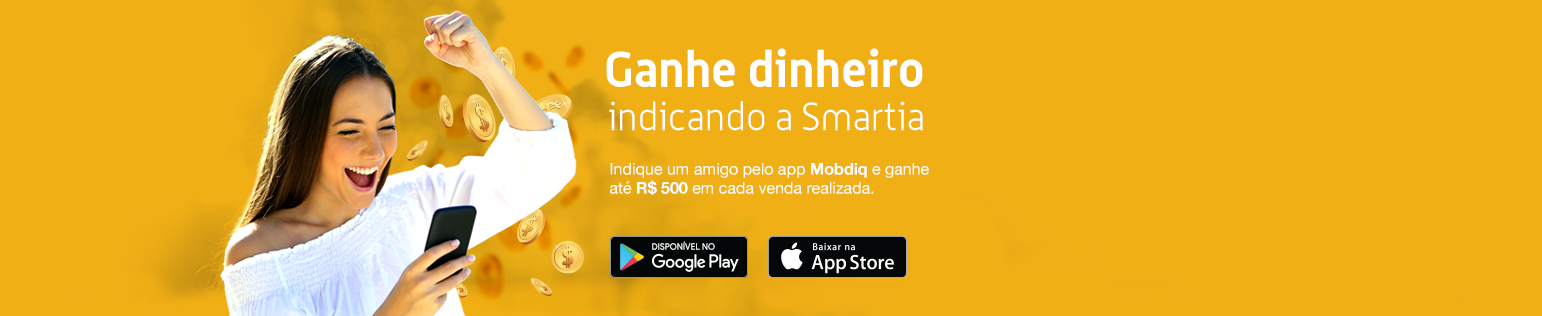 Ganhe dinheiro
indicando a Smartia
Indique um amigo pelo app Mobdiq e ganhe
até R$ 500 em cada venda realizada.
DISPONÍVEL NO
Google Play
Baixar na
App Store